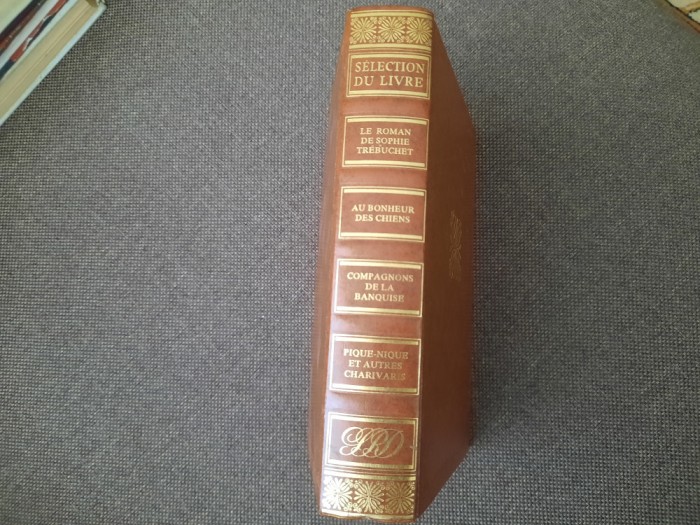 SÉLECTION
DU LIVRE
LE ROMAN
DE SOPHIE
TRÉBUCHET
AU BONHEUR
DES CHIENS
COMPAGNONS
DE LA
BANQUISE
PIQUE-NIQUE
ET AUTRES
CHARIVARIS
SRD